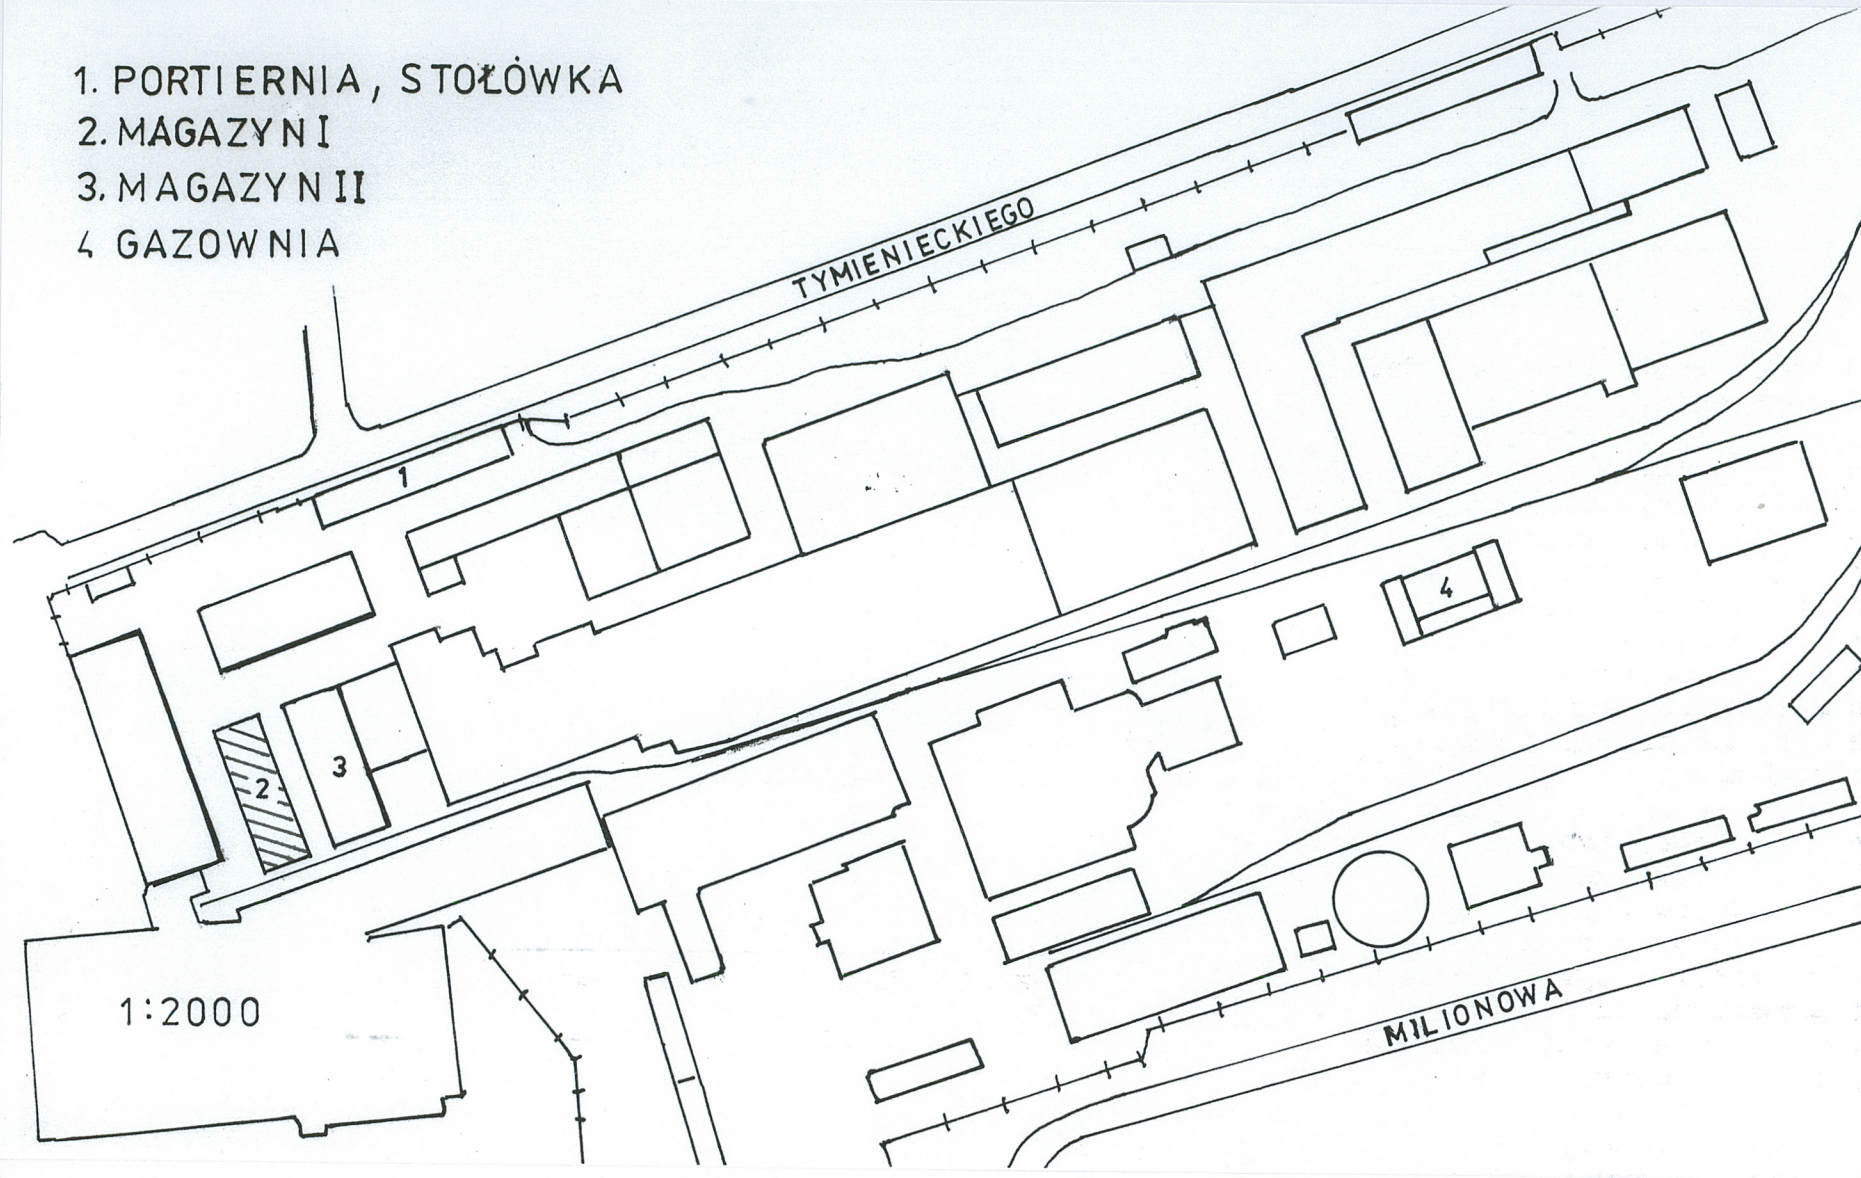 1. PORTIERNIA, STOŁÓWKA
2. MAGAZYN I
3. MAGAZYN II
4 GAZOWNIA
TYMIENIECKIEGO
1
4
3
2
1:2000
MILIONOWA